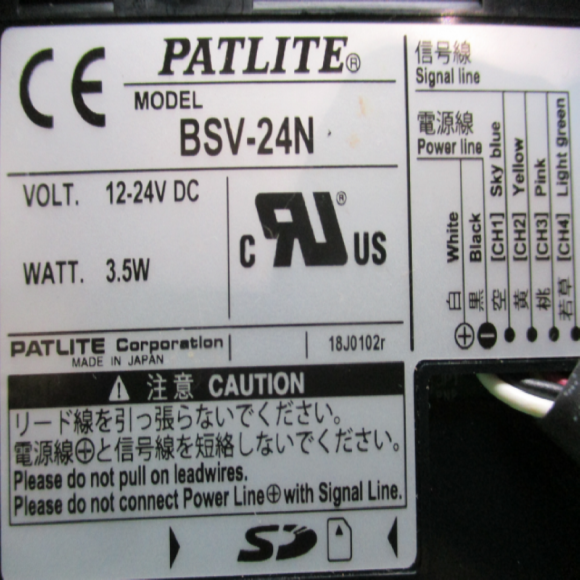 CE
PATLITE®
MODEL
BSV-24N
VOLT. 12-24V DC
WATT. 3.5W
C RU® US
PATLITE Corporation
MADE IN JAPAN
18J0102r
信号線
Signal line
電源線
Power line
⊕ 白 White
⊖ 黒 Black
● 空 [CH1] Sky blue
● 黄 [CH2] Yellow
● 桃 [CH3] Pink
● 若草 [CH4] Light green
⚠ 注意 CAUTION
リード線を引っ張らないでください。
電源線⊕と信号線を短絡しないでください。
Please do not pull on leadwires.
Please do not connect Power Line⊕with Signal Line.
SD